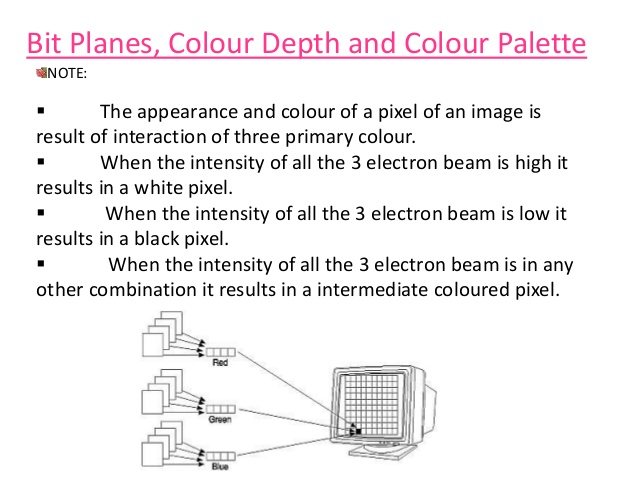 Bit Planes, Colour Depth and Colour Palette
NOTE:
▪ The appearance and colour of a pixel of an image is
result of interaction of three primary colour.
▪ When the intensity of all the 3 electron beam is high it
results in a white pixel.
▪ When the intensity of all the 3 electron beam is low it
results in a black pixel.
▪ When the intensity of all the 3 electron beam is in any
other combination it results in a intermediate coloured pixel.
Red
Green
Blue